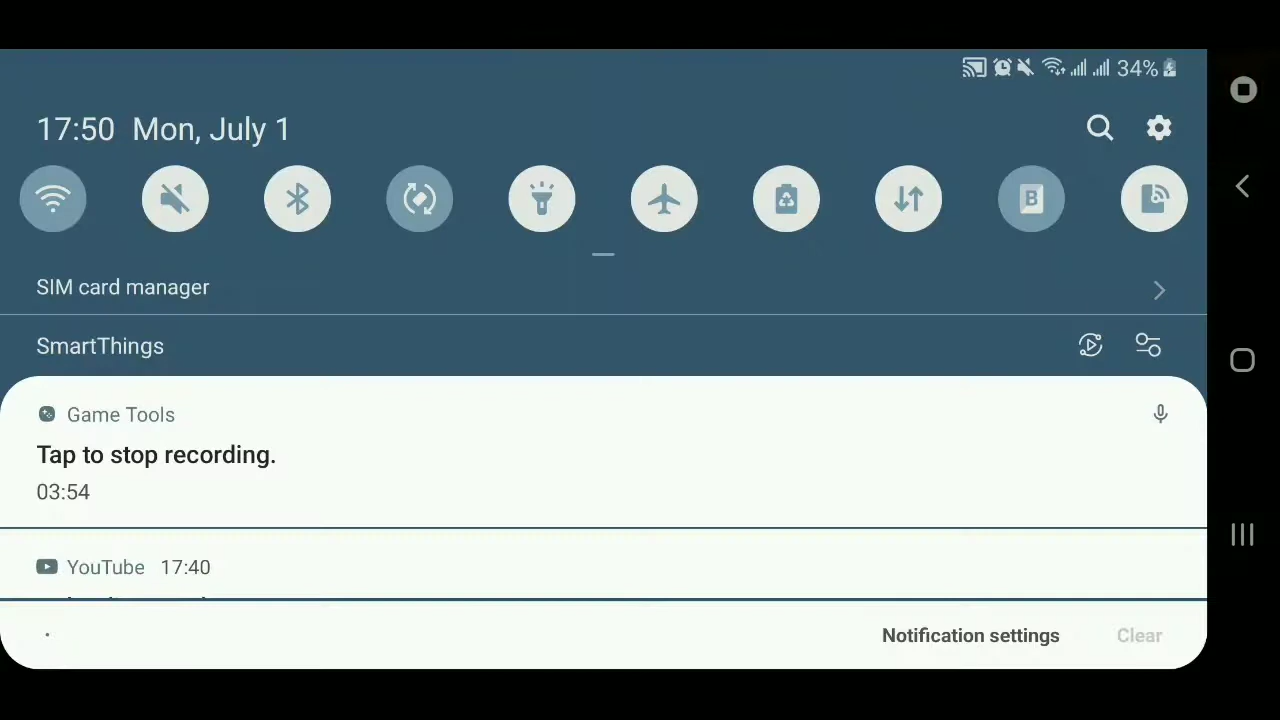 34%
17:50 Mon, July 1
B
SIM card manager
SmartThings
Game Tools
Tap to stop recording.
03:54
YouTube 17:40
Notification settings
Clear